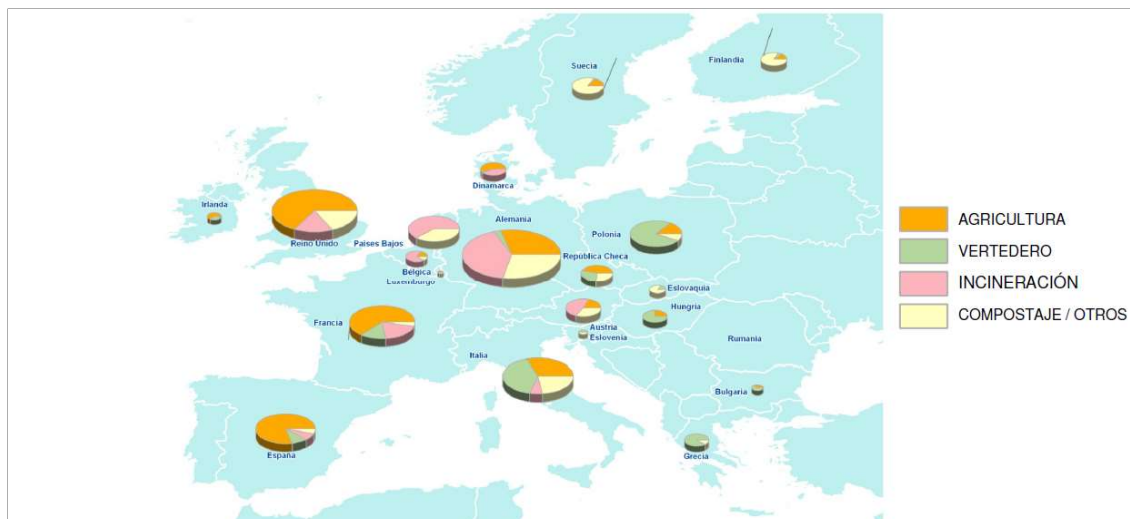 Suecia
Finlandia
Irlanda
Dinamarca
Reino Unido
Países Bajos
Alemania
Polonia
República Checa
Bélgica
Luxemburgo
Eslovaquia
Hungría
Francia
Austria
Eslovenia
Rumania
Italia
Bulgaria
España
Grecia
AGRICULTURA
VERTEDERO
INCINERACIÓN
COMPOSTAJE / OTROS